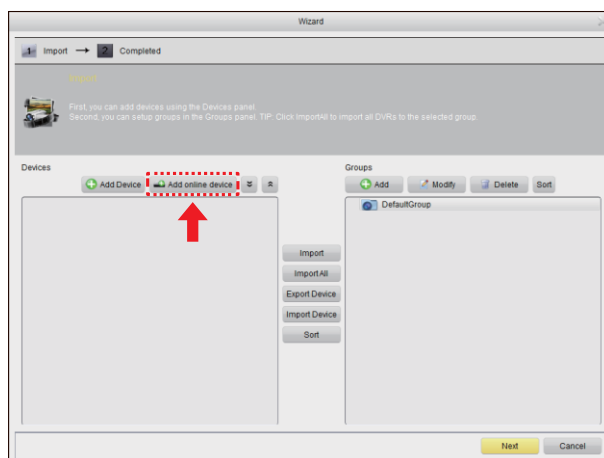 Wizard
1 Import → 2 Completed
Import
First, you can add devices using the Devices panel.
Second, you can setup groups in the Groups panel. TIP: Click ImportAll to import all DVRs to the selected group.
Devices
Add Device Add online device
Groups
Add Modify Delete Sort
DefaultGroup
Import
ImportAll
Export Device
Import Device
Sort
Next Cancel